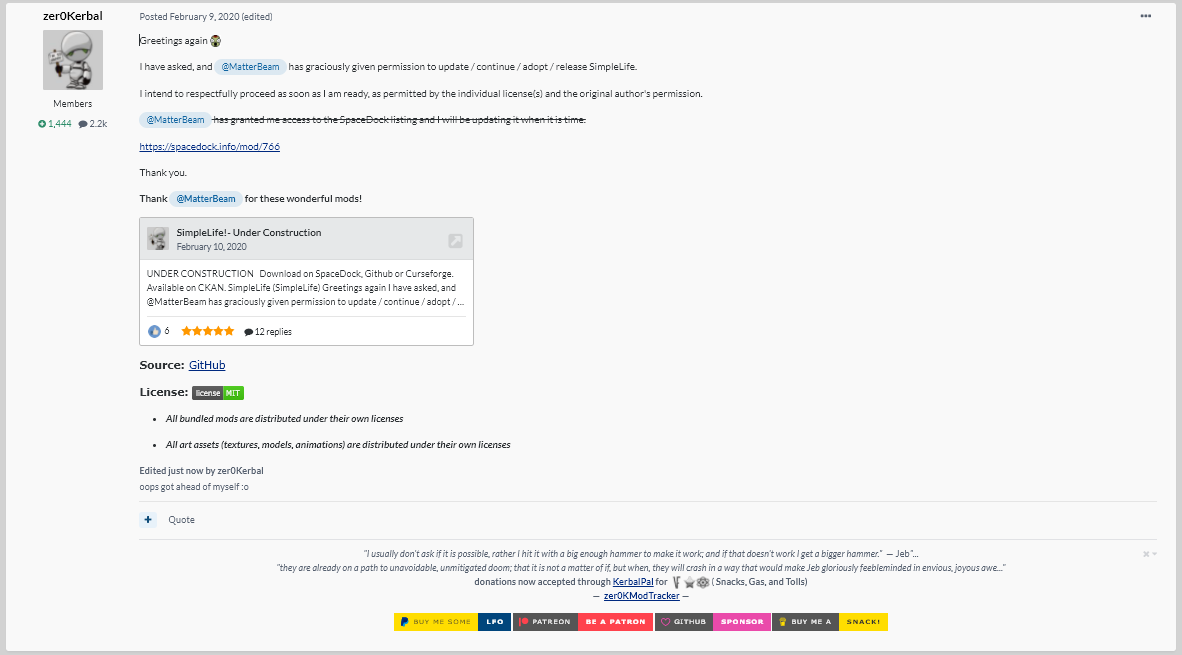 zer0Kerbal
Members
1,444 2.2k
Posted February 9, 2020 (edited)
Greetings again
I have asked, and @MatterBeam has graciously given permission to update / continue / adopt / release SimpleLife.
I intend to respectfully proceed as soon as I am ready, as permitted by the individual license(s) and the original author's permission.
@MatterBeam has granted me access to the SpaceDock listing and I will be updating it when it is time.
https://spacedock.info/mod/766
Thank you.
Thank @MatterBeam for these wonderful mods!
SimpleLife!- Under Construction
February 10, 2020
UNDER CONSTRUCTION Download on SpaceDock, Github or Curseforge.
Available on CKAN. SimpleLife (SimpleLife) Greetings again I have asked, and
@MatterBeam has graciously given permission to update / continue / adopt / ...
6 12 replies
Source: GitHub
License: license MIT
• All bundled mods are distributed under their own licenses
• All art assets (textures, models, animations) are distributed under their own licenses
Edited just now by zer0Kerbal
oops got ahead of myself :o
+ Quote
"I usually don't ask if it is possible, rather I hit it with a big enough hammer to make it work; and if that doesn't work I get a bigger hammer." — Jeb"...
"they are already on a path to unavoidable, unmitigated doom; that it is not a matter of if, but when, they will crash in a way that would make Jeb gloriously feebleminded in envious, joyous awe..."
donations now accepted through KerbalPal for ( Snacks, Gas, and Tolls)
— zer0KModTracker —
BUY ME SOME LFO PATREON BE A PATRON GITHUB SPONSOR BUY ME A SNACK!